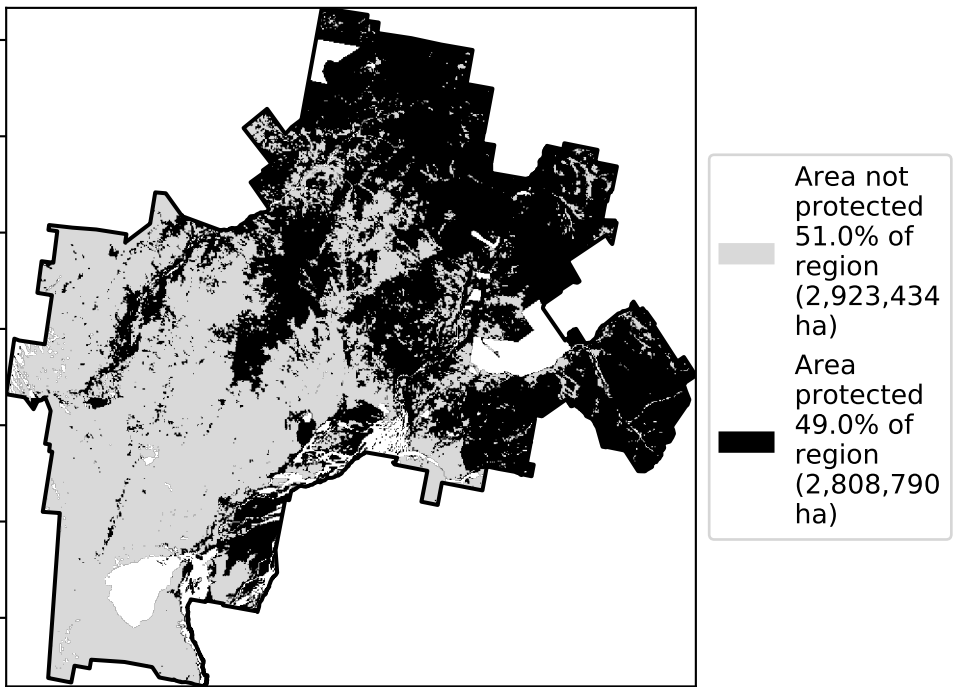 Area not
protected
51.0% of
region
(2,923,434
ha)
Area
protected
49.0% of
region
(2,808,790
ha)